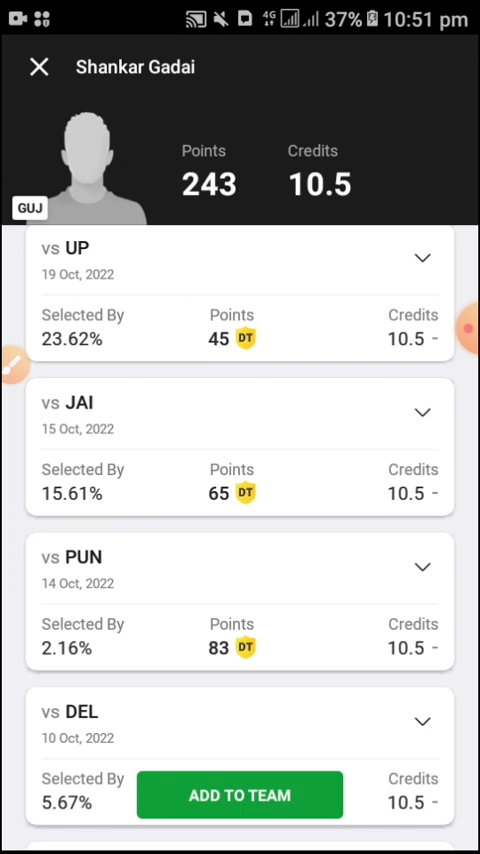 4G 37% 10:51 pm
Shankar Gadai
Points Credits
243 10.5
GUJ
vs UP
19 Oct, 2022
Selected By Points Credits
23.62% 45 DT 10.5 -
vs JAI
15 Oct, 2022
Selected By Points Credits
15.61% 65 DT 10.5 -
vs PUN
14 Oct, 2022
Selected By Points Credits
2.16% 83 DT 10.5 -
vs DEL
10 Oct, 2022
Selected By Credits
5.67% ADD TO TEAM 10.5 -